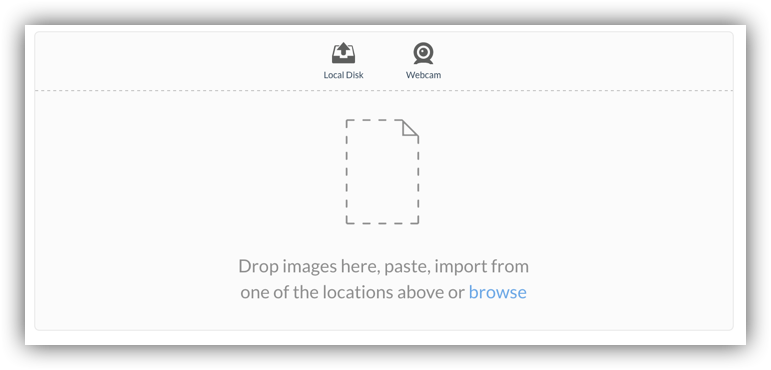 Local Disk Webcam
Drop images here, paste, import from
one of the locations above or browse